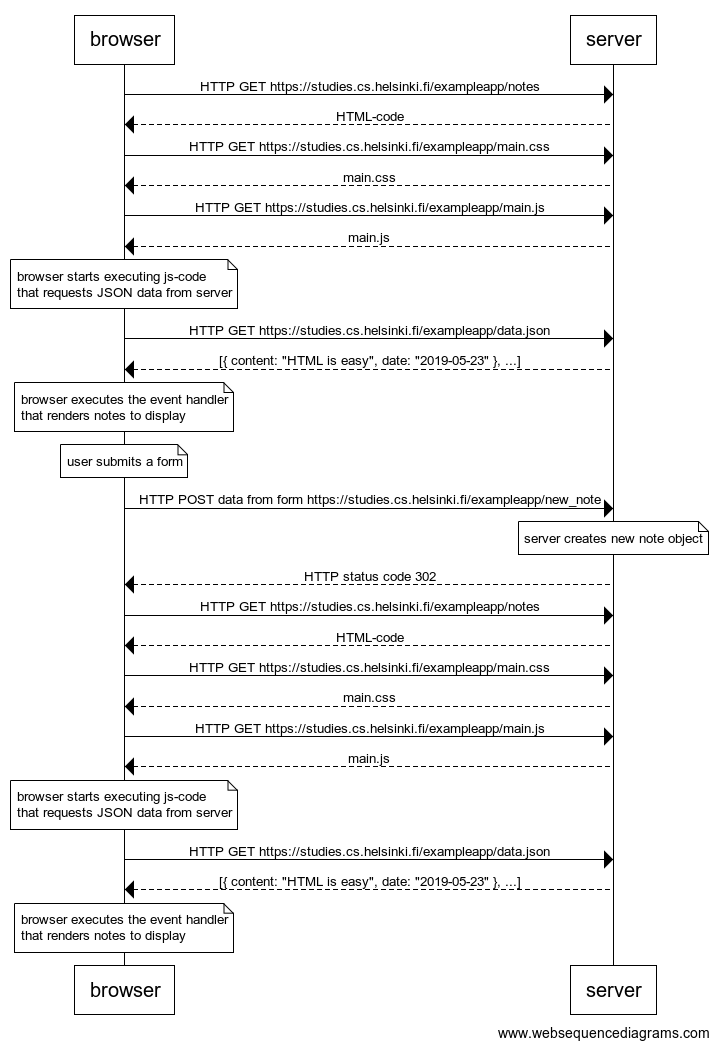 browser
server
HTTP GET https://studies.cs.helsinki.fi/exampleapp/notes
HTML-code
HTTP GET https://studies.cs.helsinki.fi/exampleapp/main.css
main.css
HTTP GET https://studies.cs.helsinki.fi/exampleapp/main.js
main.js
browser starts executing js-code
that requests JSON data from server
HTTP GET https://studies.cs.helsinki.fi/exampleapp/data.json
[{ content: "HTML is easy", date: "2019-05-23" }, ...]
browser executes the event handler
that renders notes to display
user submits a form
HTTP POST data from form https://studies.cs.helsinki.fi/exampleapp/new_note
server creates new note object
HTTP status code 302
HTTP GET https://studies.cs.helsinki.fi/exampleapp/notes
HTML-code
HTTP GET https://studies.cs.helsinki.fi/exampleapp/main.css
main.css
HTTP GET https://studies.cs.helsinki.fi/exampleapp/main.js
main.js
browser starts executing js-code
that requests JSON data from server
HTTP GET https://studies.cs.helsinki.fi/exampleapp/data.json
[{ content: "HTML is easy", date: "2019-05-23" }, ...]
browser executes the event handler
that renders notes to display
browser
server
www.websequencediagrams.com